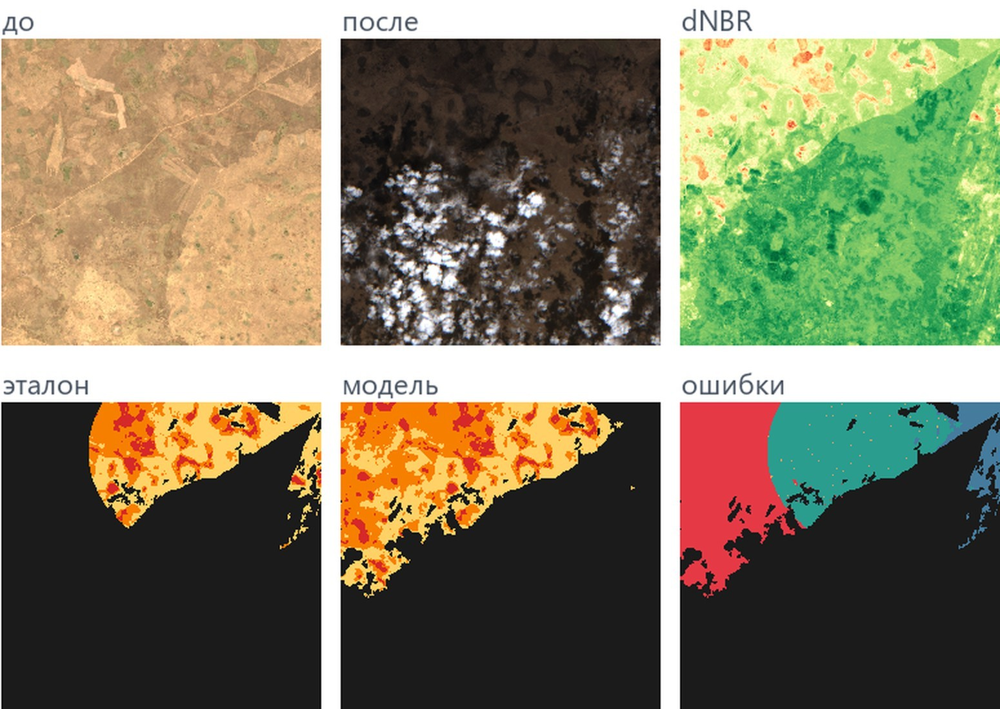 до
после
dNBR
эталон
модель
ошибки